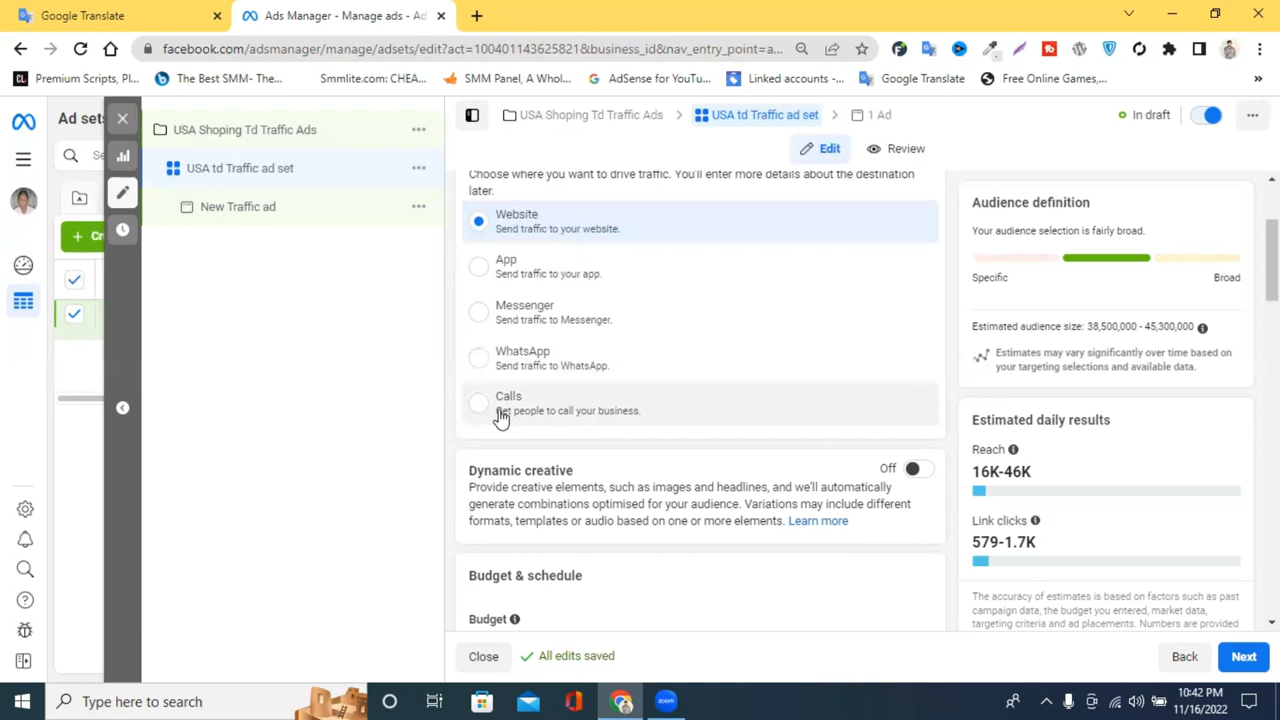 Google Translate
Ads Manager - Manage ads - Ad
facebook.com/adsmanager/manage/adsets/edit?act=100401143625821&business_id&nav_entry_point=a...
Premium Scripts, Pl...
The Best SMM- The...
Smmlite.com: CHEA...
SMM Panel, A Whol...
AdSense for YouTu...
Linked accounts -...
Google Translate
Free Online Games,...
»
Ad sets
USA Shoping Td Traffic Ads
USA td Traffic ad set
New Traffic ad
USA Shoping Td Traffic Ads
USA td Traffic ad set
1 Ad
In draft
Edit
Review
Choose where you want to drive traffic. You'll enter more details about the destination
later.
Website
Send traffic to your website.
App
Send traffic to your app.
Messenger
Send traffic to Messenger.
WhatsApp
Send traffic to WhatsApp.
Calls
Get people to call your business.
Dynamic creative
Off
Provide creative elements, such as images and headlines, and we'll automatically
generate combinations optimised for your audience. Variations may include different
formats, templates or audio based on one or more elements. Learn more
Budget & schedule
Budget
Audience definition
Your audience selection is fairly broad.
Specific
Broad
Estimated audience size: 38,500,000 - 45,300,000
Estimates may vary significantly over time based on
your targeting selections and available data.
Estimated daily results
Reach
16K-46K
Link clicks
579-1.7K
The accuracy of estimates is based on factors such as past
campaign data, the budget you entered, market data,
targeting criteria and ad placements. Numbers are provided
Close
All edits saved
Back
Next
Type here to search
zoom
10:42 PM
11/16/2022